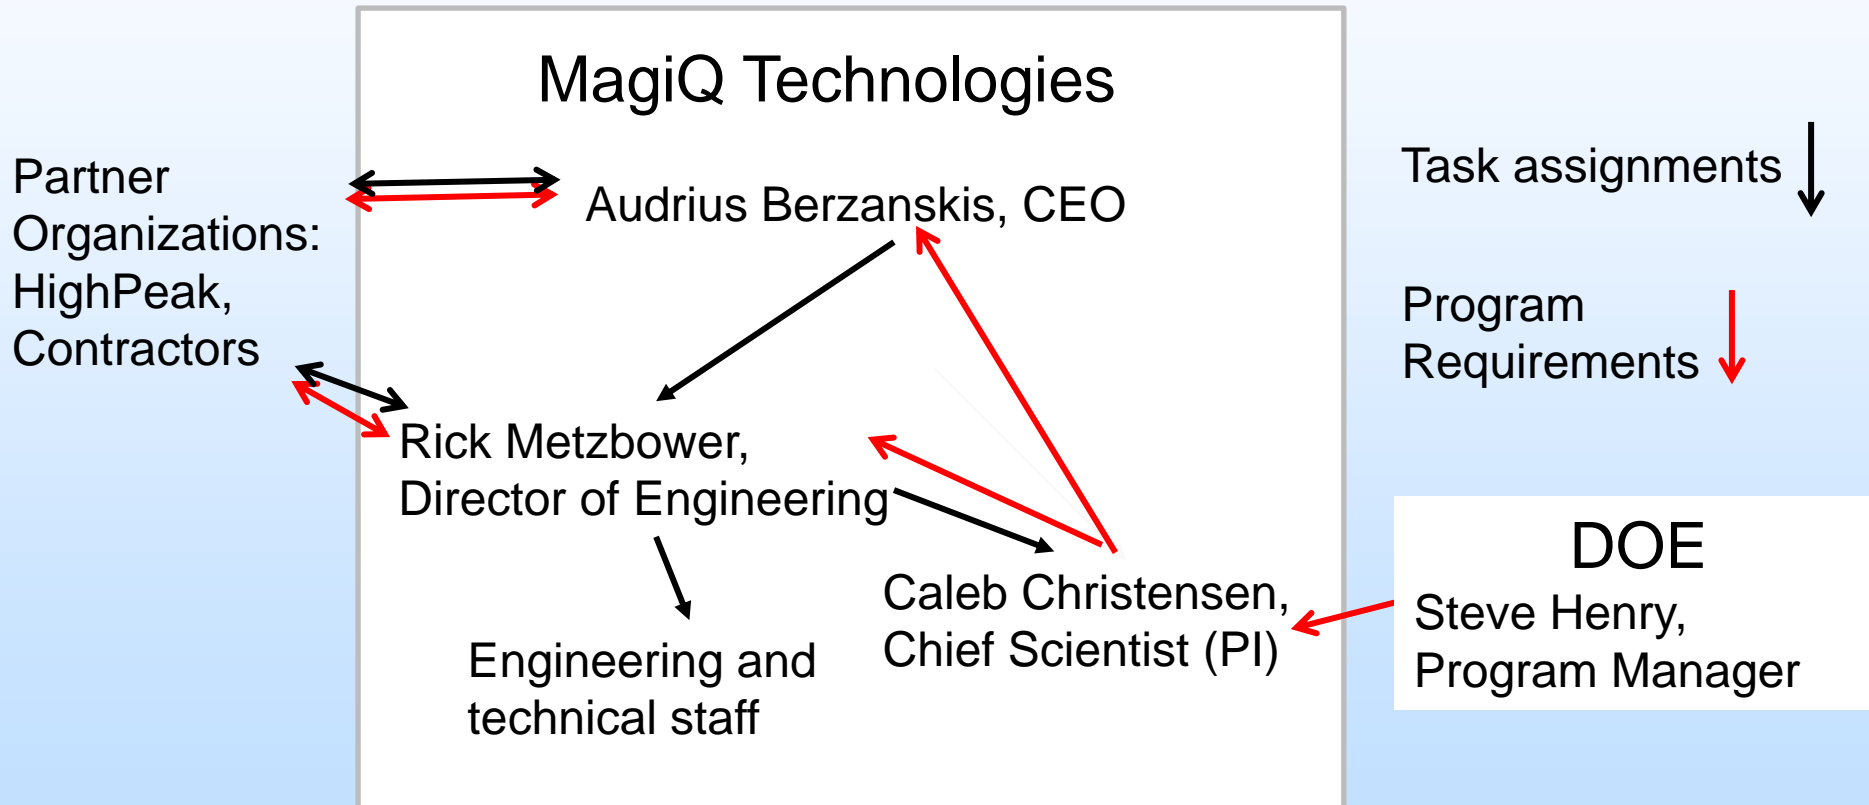 MagiQ Technologies
Partner
Organizations:
HighPeak,
Contractors
Audrius Berzanskis, CEO
Rick Metzbower,
Director of Engineering
Engineering and
technical staff
Caleb Christensen,
Chief Scientist (PI)
Task assignments
Program
Requirements
DOE
Steve Henry,
Program Manager